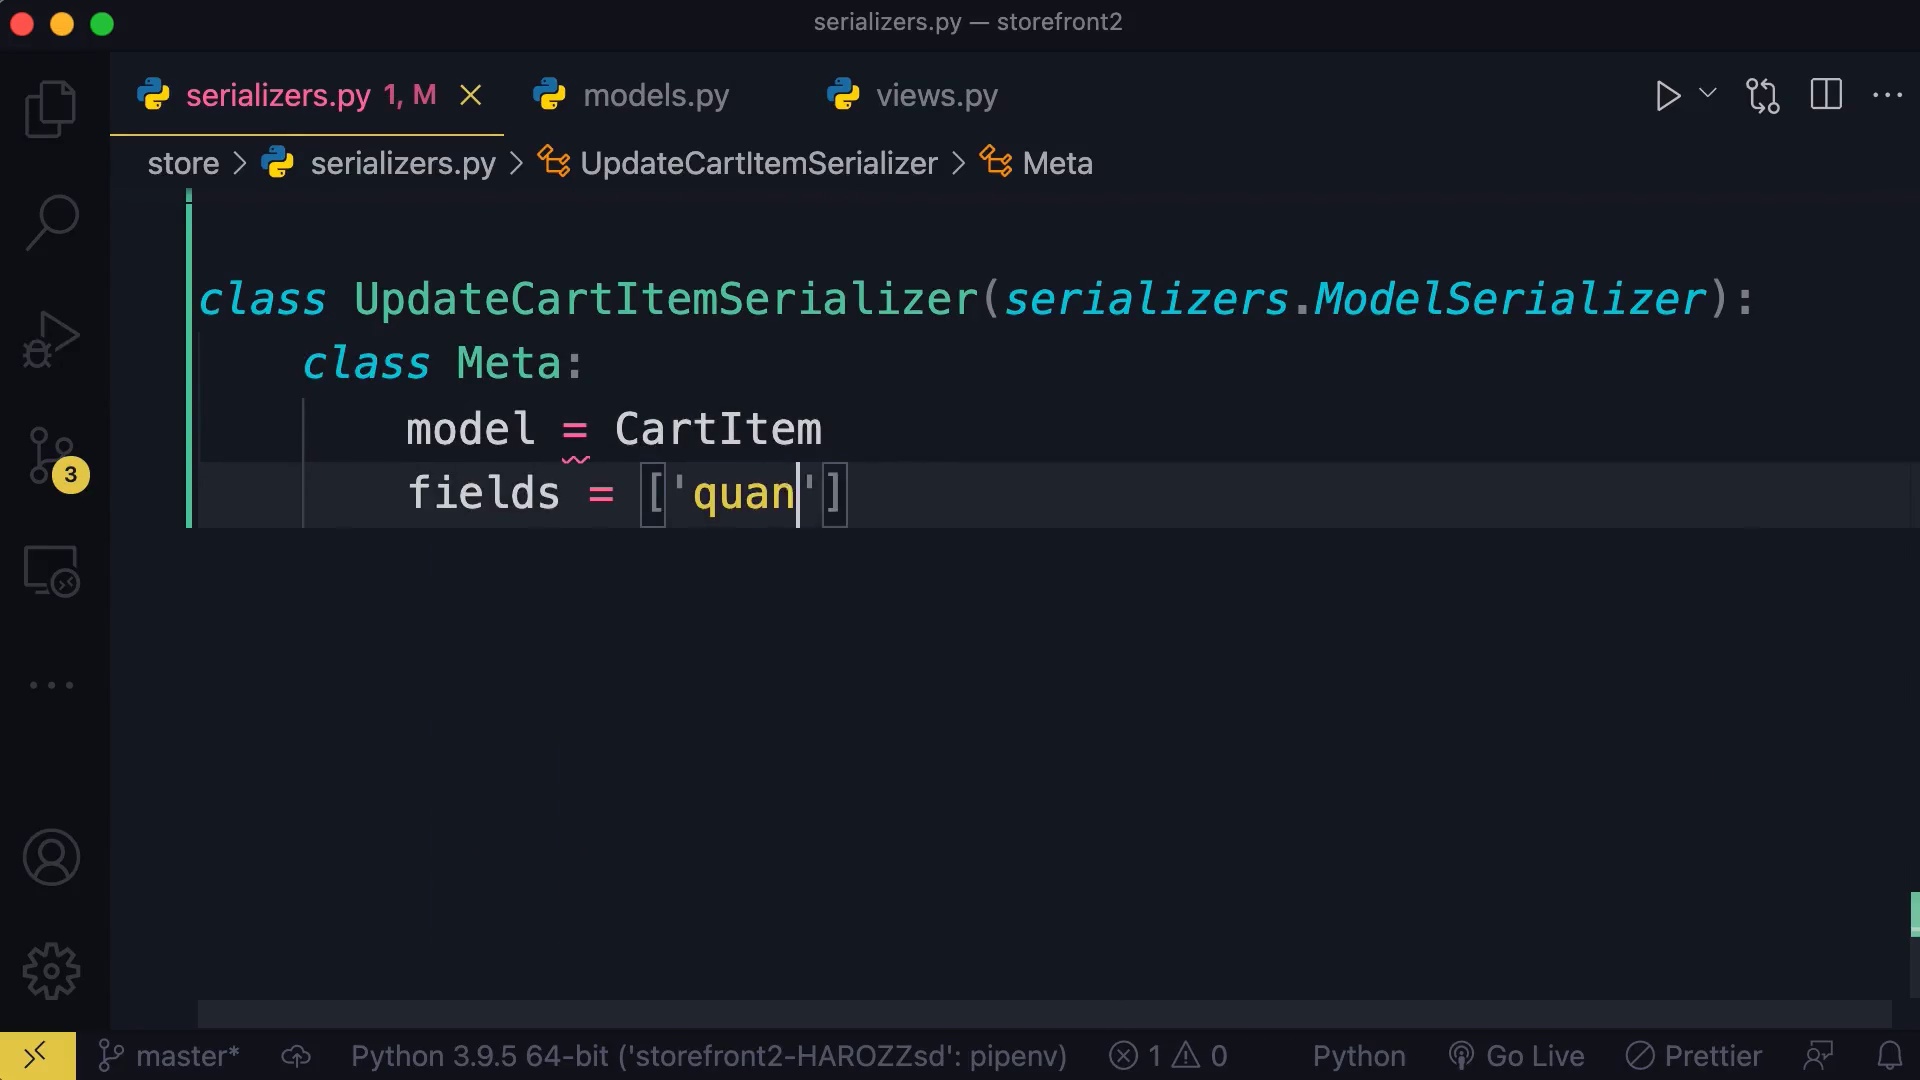 serializers.py — storefront2
serializers.py 1, M
models.py
views.py
store > serializers.py > UpdateCartItemSerializer > Meta
class UpdateCartItemSerializer(serializers.ModelSerializer):
class Meta:
model = CartItem
fields = ['quan']
3
master*
Python 3.9.5 64-bit ('storefront2-HAROZZsd': pipenv)
1
0
Python
Go Live
Prettier